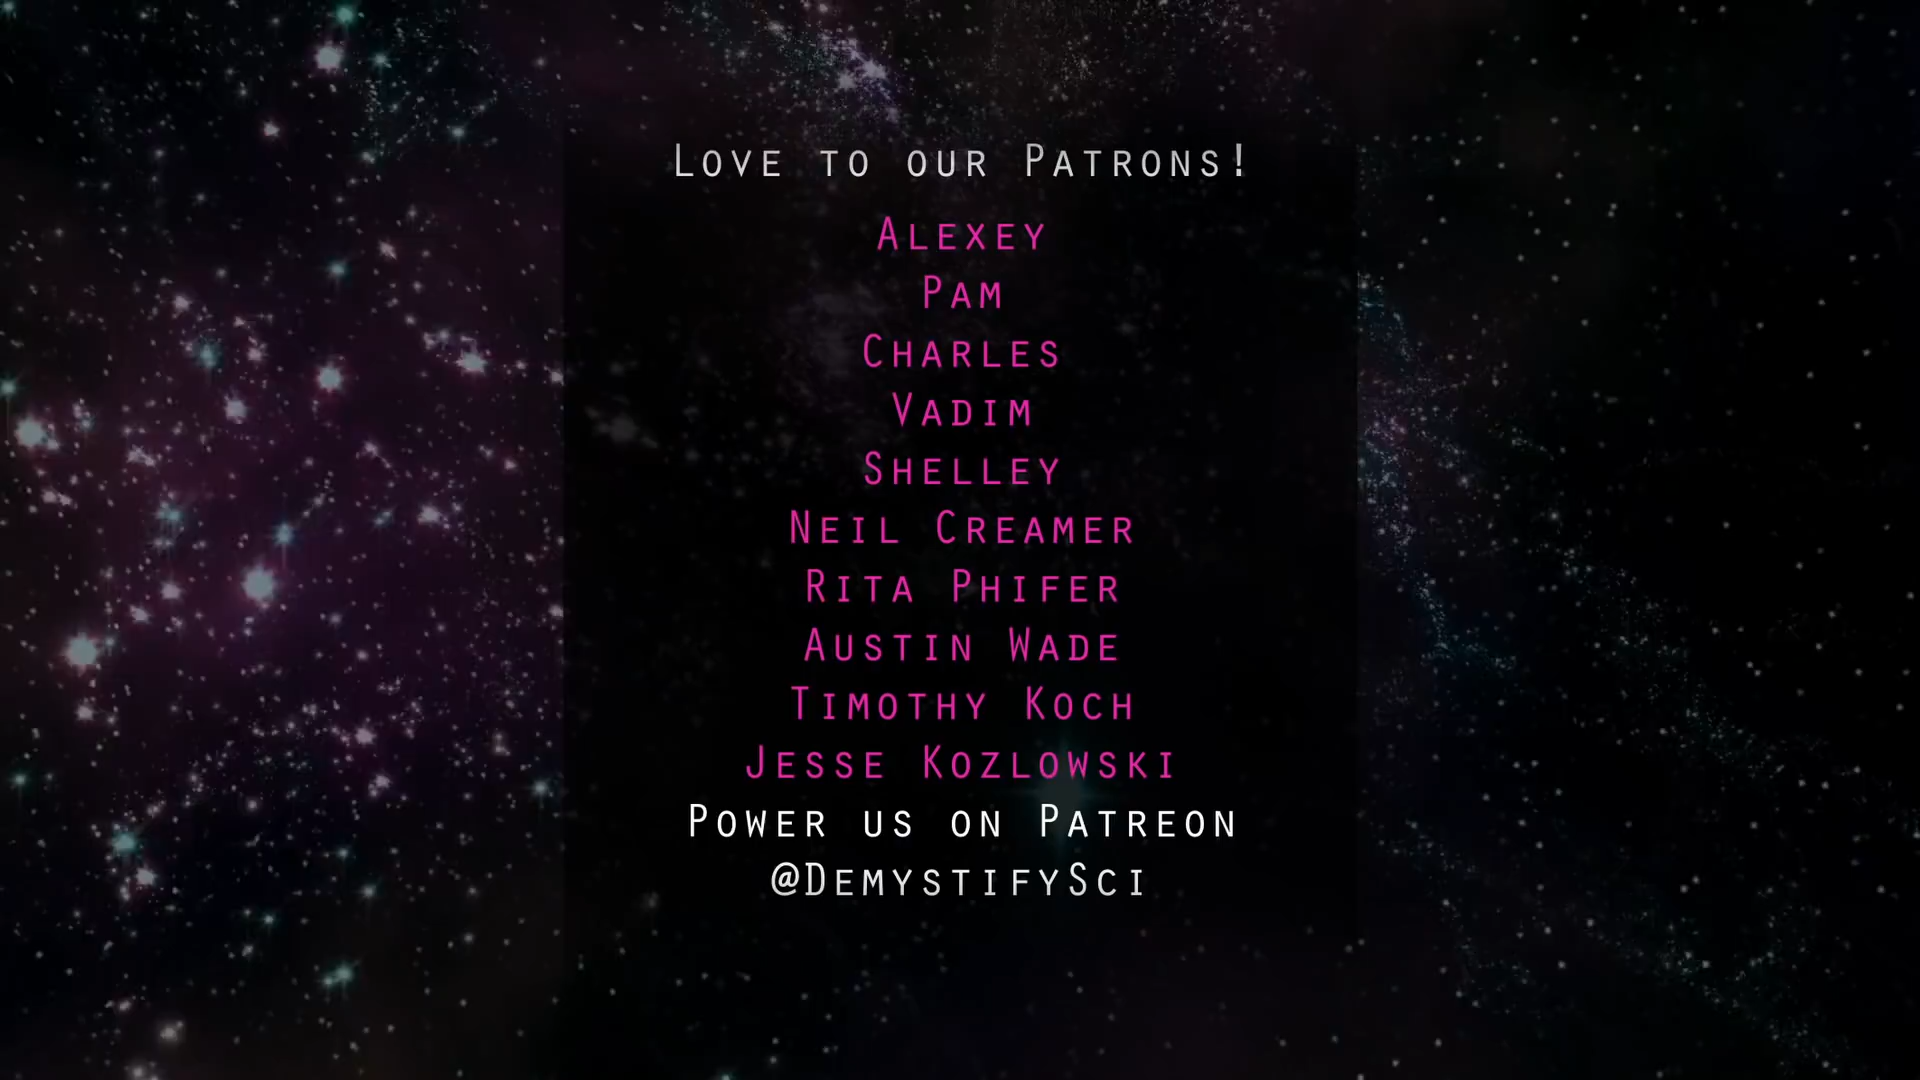 Love to our Patrons!
Alexey
Pam
Charles
Vadim
Shelley
Neil Creamer
Rita Phifer
Austin Wade
Timothy Koch
Jesse Kozlowski
Power us on Patreon
@DemystifySci